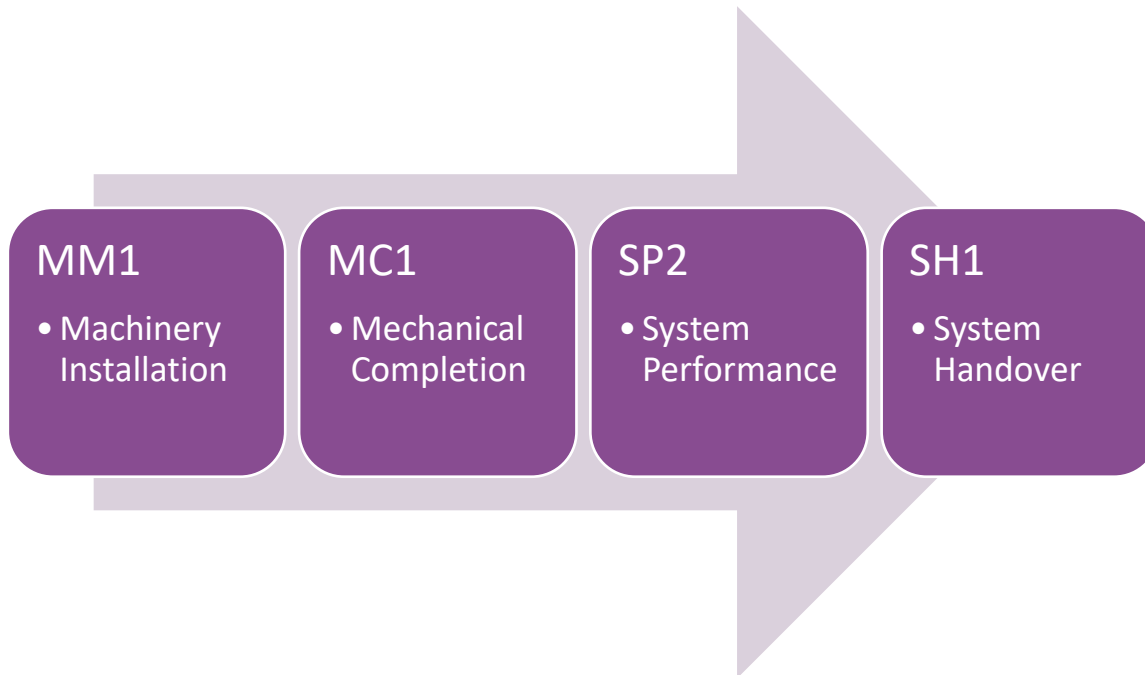 MM1
• Machinery
Installation
MC1
• Mechanical
Completion
SP2
• System
Performance
SH1
• System
Handover